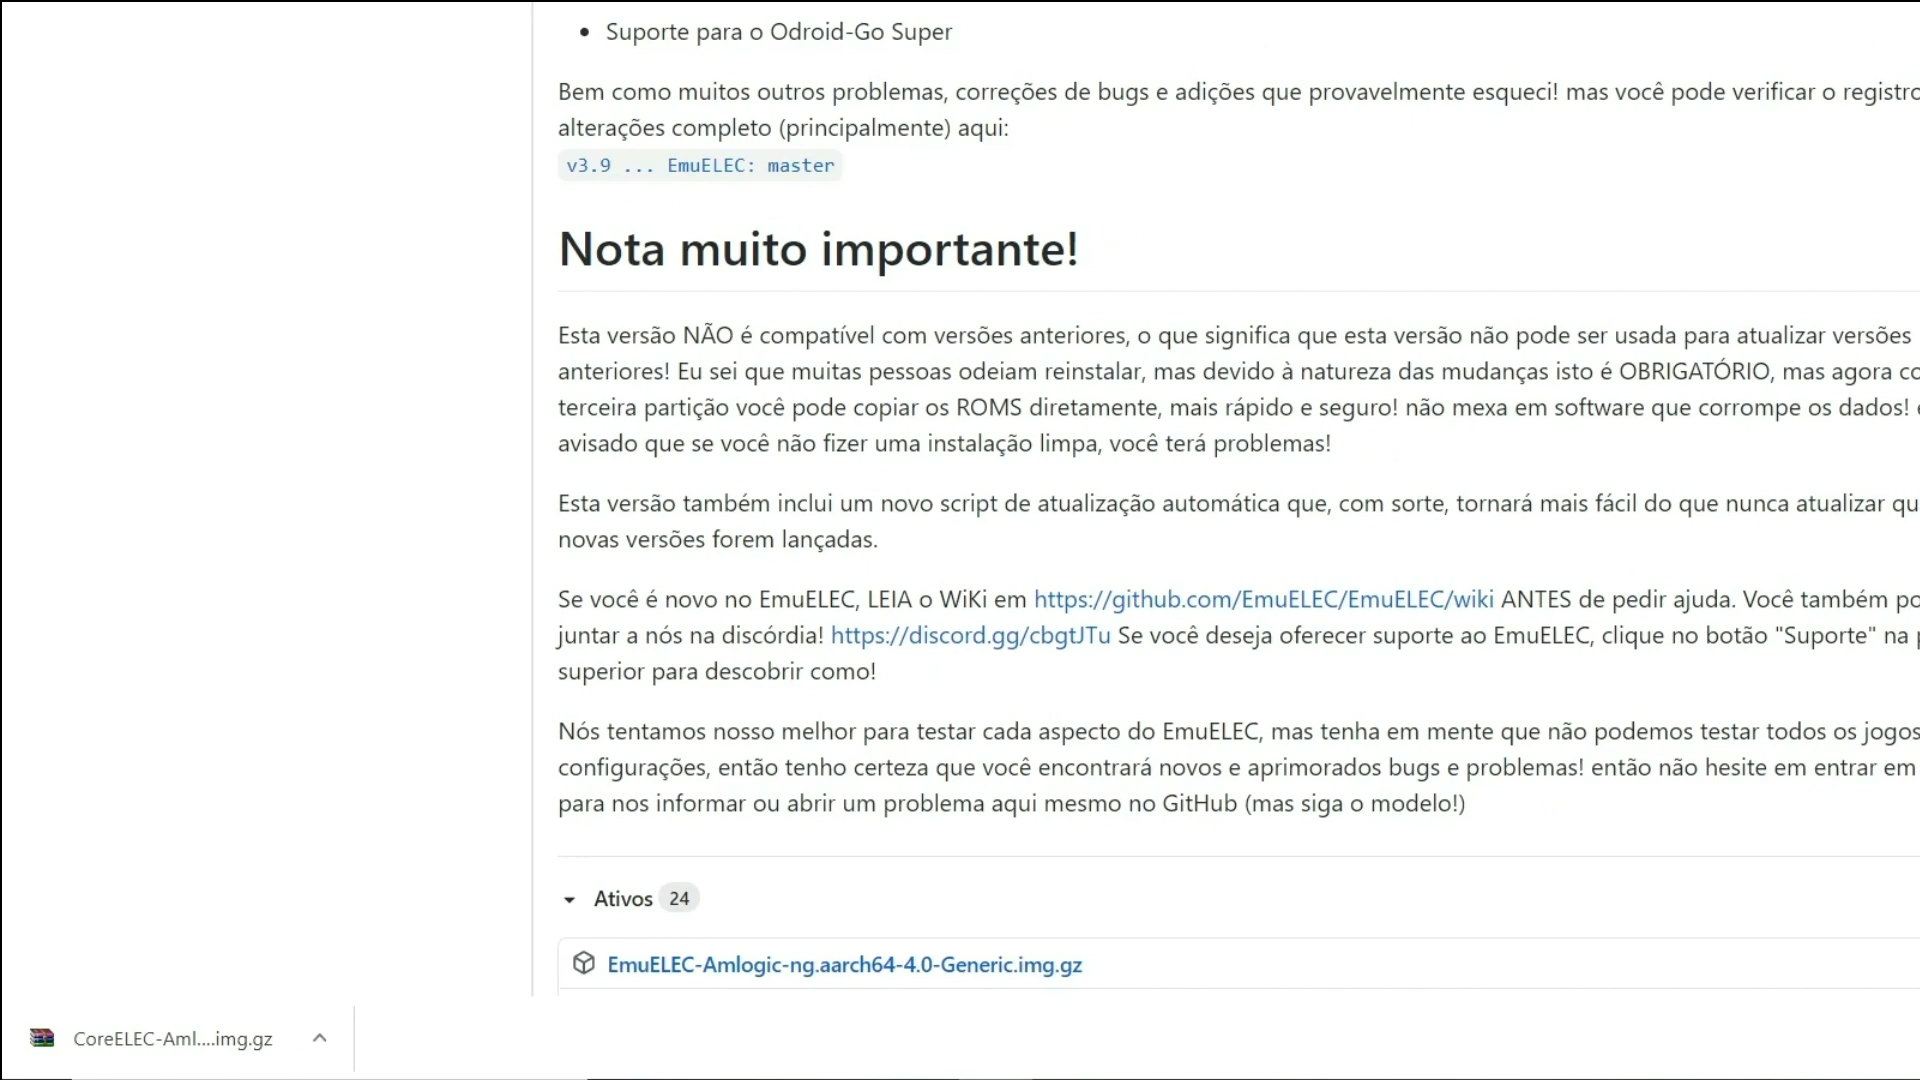 Suporte para o Odroid-Go Super
Bem como muitos outros problemas, correções de bugs e adições que provavelmente esqueci! mas você pode verificar o registro
alterações completo (principalmente) aqui:
v3.9 ... EmuELEC: master
Nota muito importante!
Esta versão NÃO é compatível com versões anteriores, o que significa que esta versão não pode ser usada para atualizar versões
anteriores! Eu sei que muitas pessoas odeiam reinstalar, mas devido à natureza das mudanças isto é OBRIGATÓRIO, mas agora
terceira partição você pode copiar os ROMS diretamente, mais rápido e seguro! não mexa em software que corrompe os dados!
avisado que se você não fizer uma instalação limpa, você terá problemas!
Esta versão também inclui um novo script de atualização automática que, com sorte, tornará mais fácil do que nunca atualizar
novas versões forem lançadas.
Se você é novo no EmuELEC, LEIA o WiKi em https://github.com/EmuELEC/EmuELEC/wiki ANTES de pedir ajuda. Você também
juntar a nós na discórdia! https://discord.gg/cbgtJTu Se você deseja oferecer suporte ao EmuELEC, clique no botão "Suporte" na
superior para descobrir como!
Nós tentamos nosso melhor para testar cada aspecto do EmuELEC, mas tenha em mente que não podemos testar todos os jogos
configurações, então tenho certeza que você encontrará novos e aprimorados bugs e problemas! então não hesite em entrar em
para nos informar ou abrir um problema aqui mesmo no GitHub (mas siga o modelo!)
Ativos 24
EmuELEC-Amlogic-ng.aarch64-4.0-Generic.img.gz
CoreELEC-Aml....img.gz